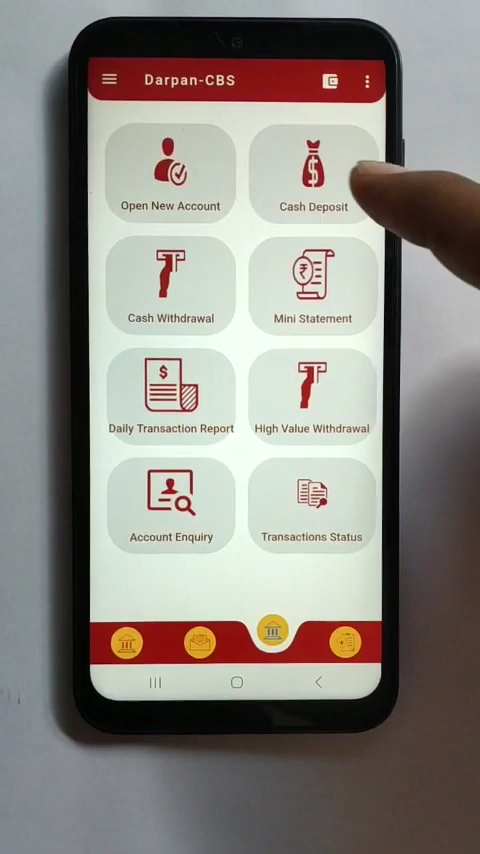 Darpan-CBS
Open New Account
Cash Deposit
Cash Withdrawal
Mini Statement
Daily Transaction Report
High Value Withdrawal
Account Enquiry
Transactions Status